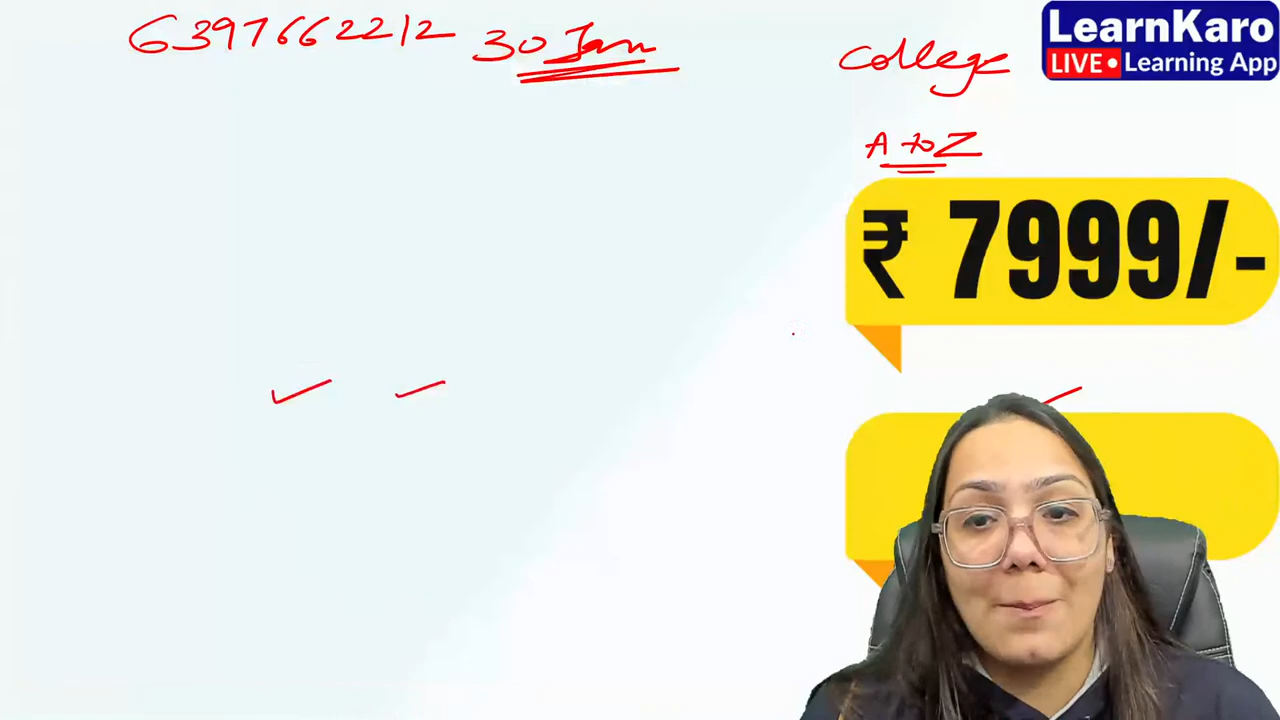 6397662212 30 Jan
College
LearnKaro
LIVE • Learning App
A to Z
₹ 7999/-